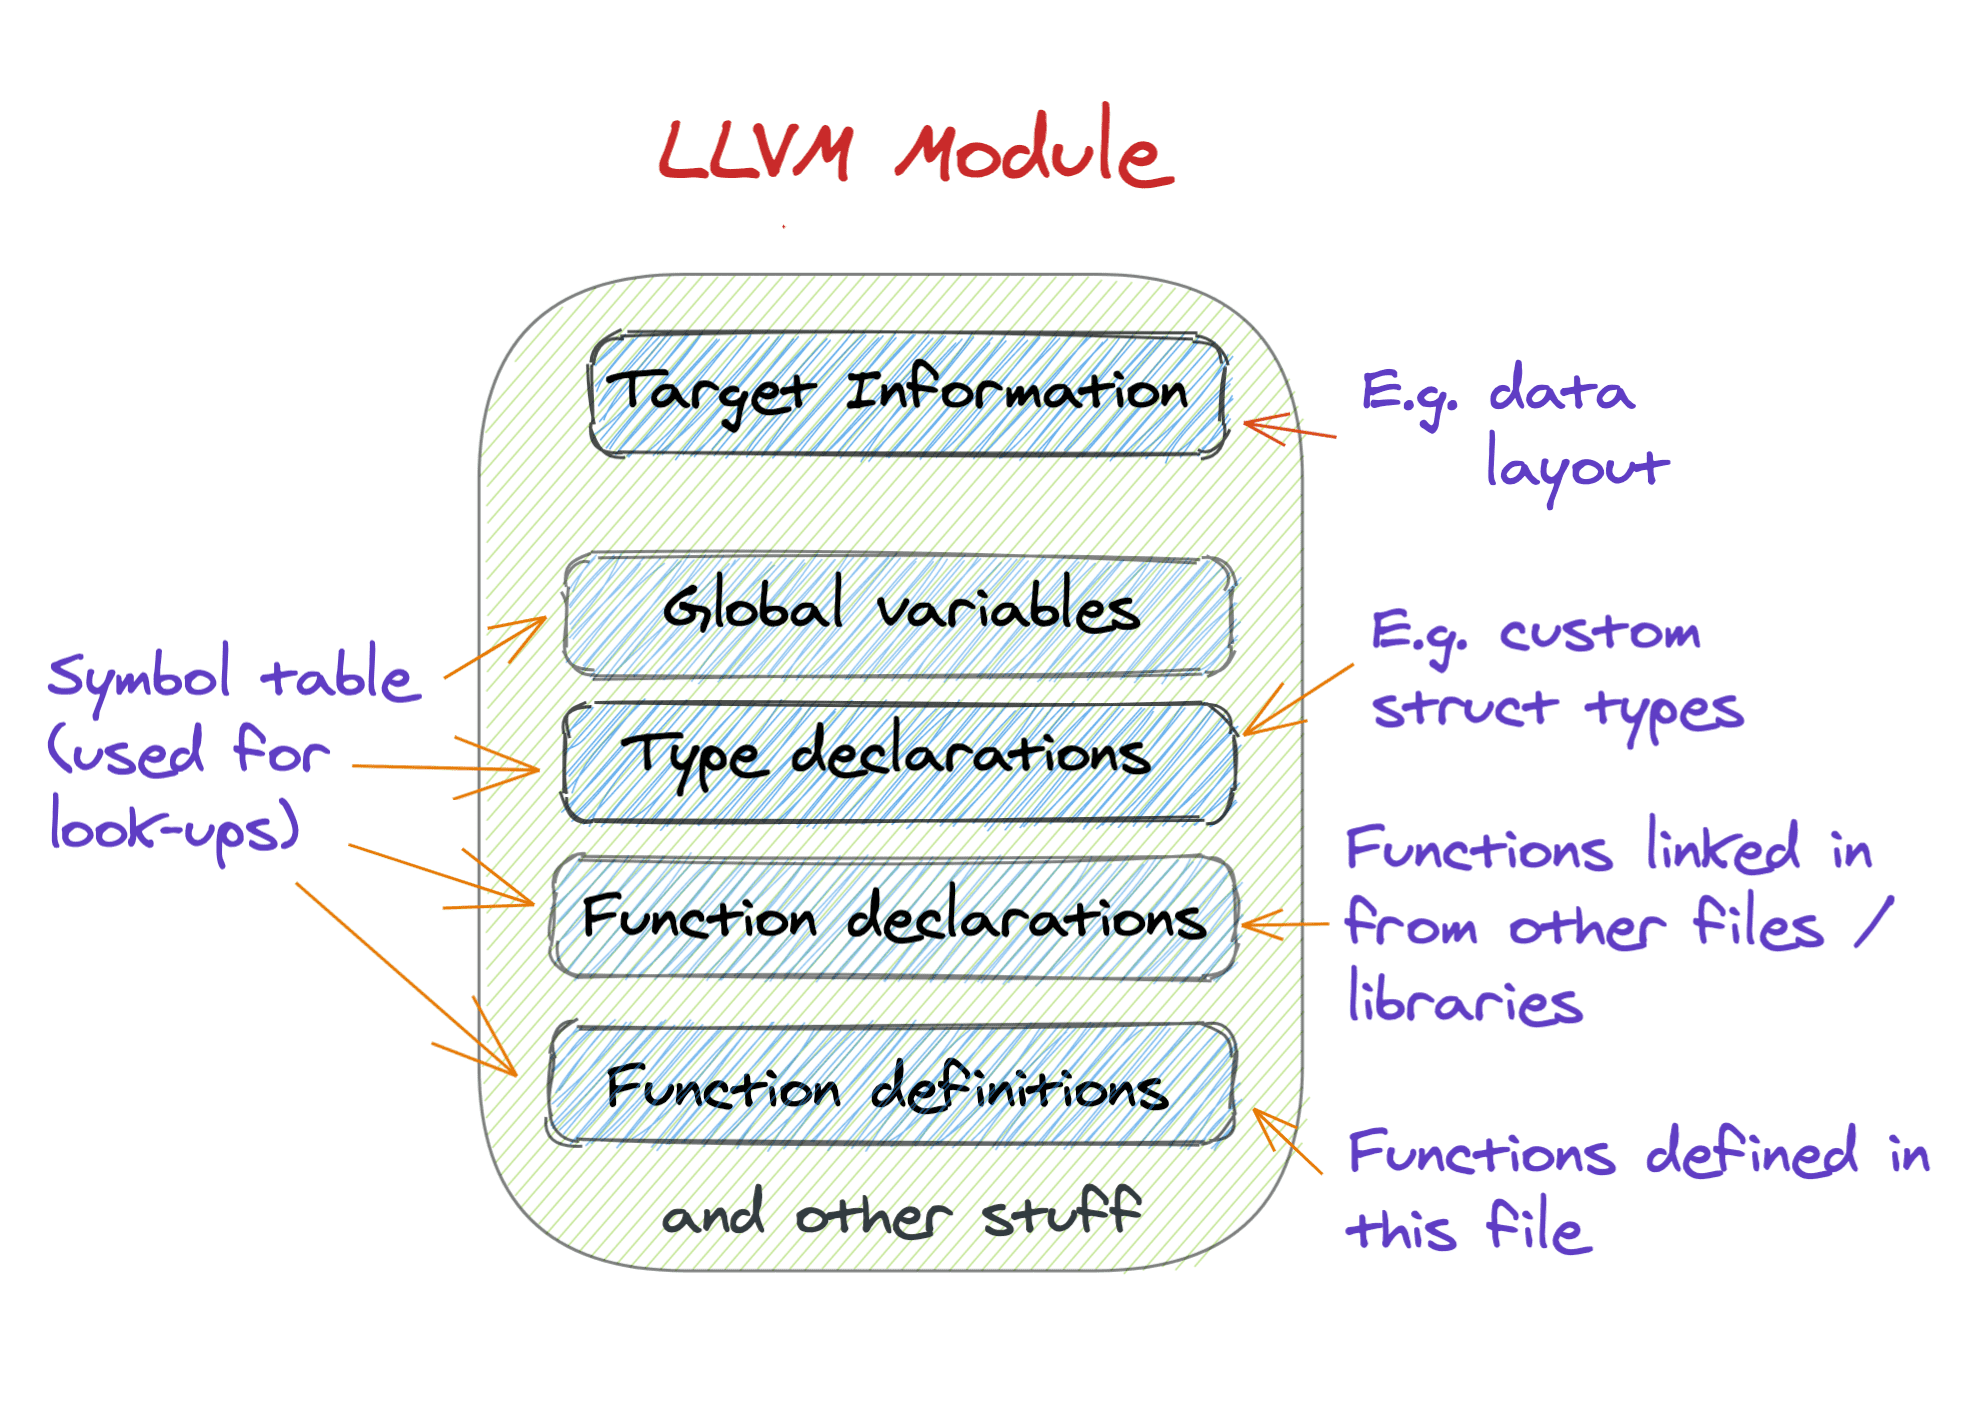 LLVM Module
Target Information
E.g. data
layout
Global variables
Type declarations
Function declarations
Function definitions
and other stuff
Symbol table
(used for
look-ups)
E.g. custom
struct types
Functions linked in
from other files /
libraries
Functions defined in
this file